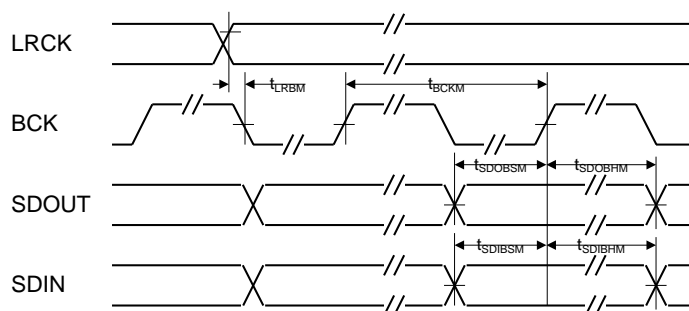 LRCK
tLRBM
tBCKM
BCK
tSDOBSM
tSDOBHM
SDOUT
tSDIBSM
tSDIBHM
SDIN